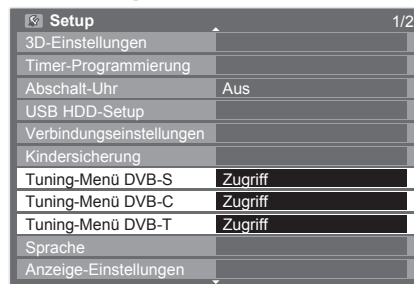 Setup 1/2
3D-Einstellungen
Timer-Programmierung
Abschalt-Uhr Aus
USB HDD-Setup
Verbindungseinstellungen
Kindersicherung
Tuning-Menü DVB-S Zugriff
Tuning-Menü DVB-C Zugriff
Tuning-Menü DVB-T Zugriff
Sprache
Anzeige-Einstellungen